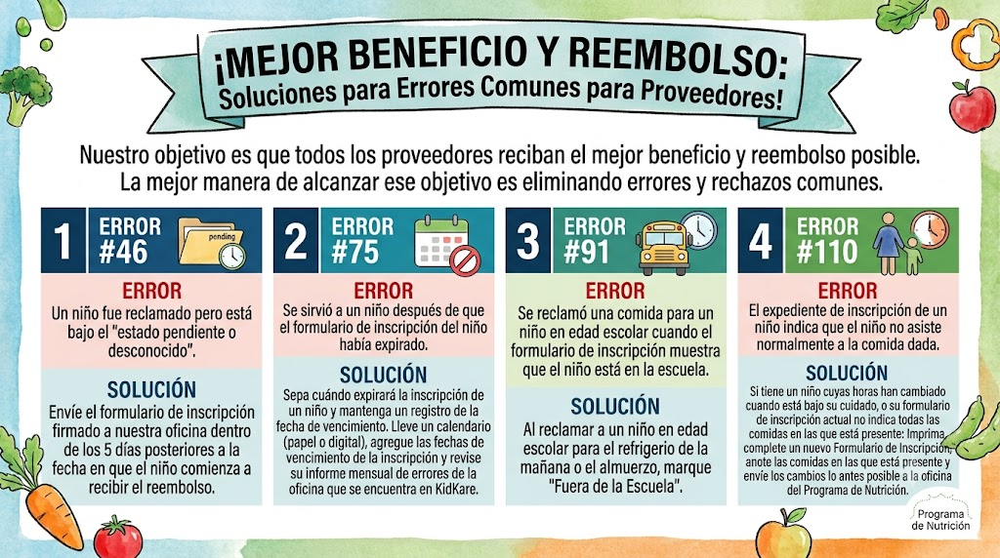 ¡MEJOR BENEFICIO Y REEMBOLSO:
Soluciones para Errores Comunes para Proveedores!
Nuestro objetivo es que todos los proveedores reciban el mejor beneficio y reembolso posible.
La mejor manera de alcanzar ese objetivo es eliminando errores y rechazos comunes.
1
ERROR
#46
pending
ERROR
Un niño fue reclamado pero está
bajo el "estado pendiente o
desconocido".
SOLUCIÓN
Envíe el formulario de inscripción
firmado a nuestra oficina dentro
de los 5 días posteriores a la
fecha en que el niño comienza a
recibir el reembolso.
2
ERROR
#75
ERROR
Se sirvió a un niño después de que
el formulario de inscripción del niño
había expirado.
SOLUCIÓN
Sepa cuándo expirará la inscripción de
un niño y mantenga un registro de la
fecha de vencimiento. Lleve un calendario
(papel o digital), agregue las fechas de
vencimiento de la inscripción y revise
su informe mensual de errores de la
oficina que se encuentra en KidKare.
3
ERROR
#91
ERROR
Se reclamó una comida para un
niño en edad escolar cuando el
formulario de inscripción muestra
que el niño está en la escuela.
SOLUCIÓN
Al reclamar a un niño en edad
escolar para el refrigerio de la
mañana o el almuerzo, marque
"Fuera de la Escuela".
4
ERROR
#110
ERROR
El expediente de inscripción de un
niño indica que el niño no asiste
normalmente a la comida dada.
SOLUCIÓN
Si tiene un niño cuyas horas han cambiado
cuando está bajo su cuidado, o su formulario
de inscripción actual no indica todas las
comidas en las que está presente: Imprima,
complete un nuevo Formulario de Inscripción,
anote las comidas en las que está presente y
envíe los cambios lo antes posible a la oficina
del Programa de Nutrición.
Programa
de Nutrición